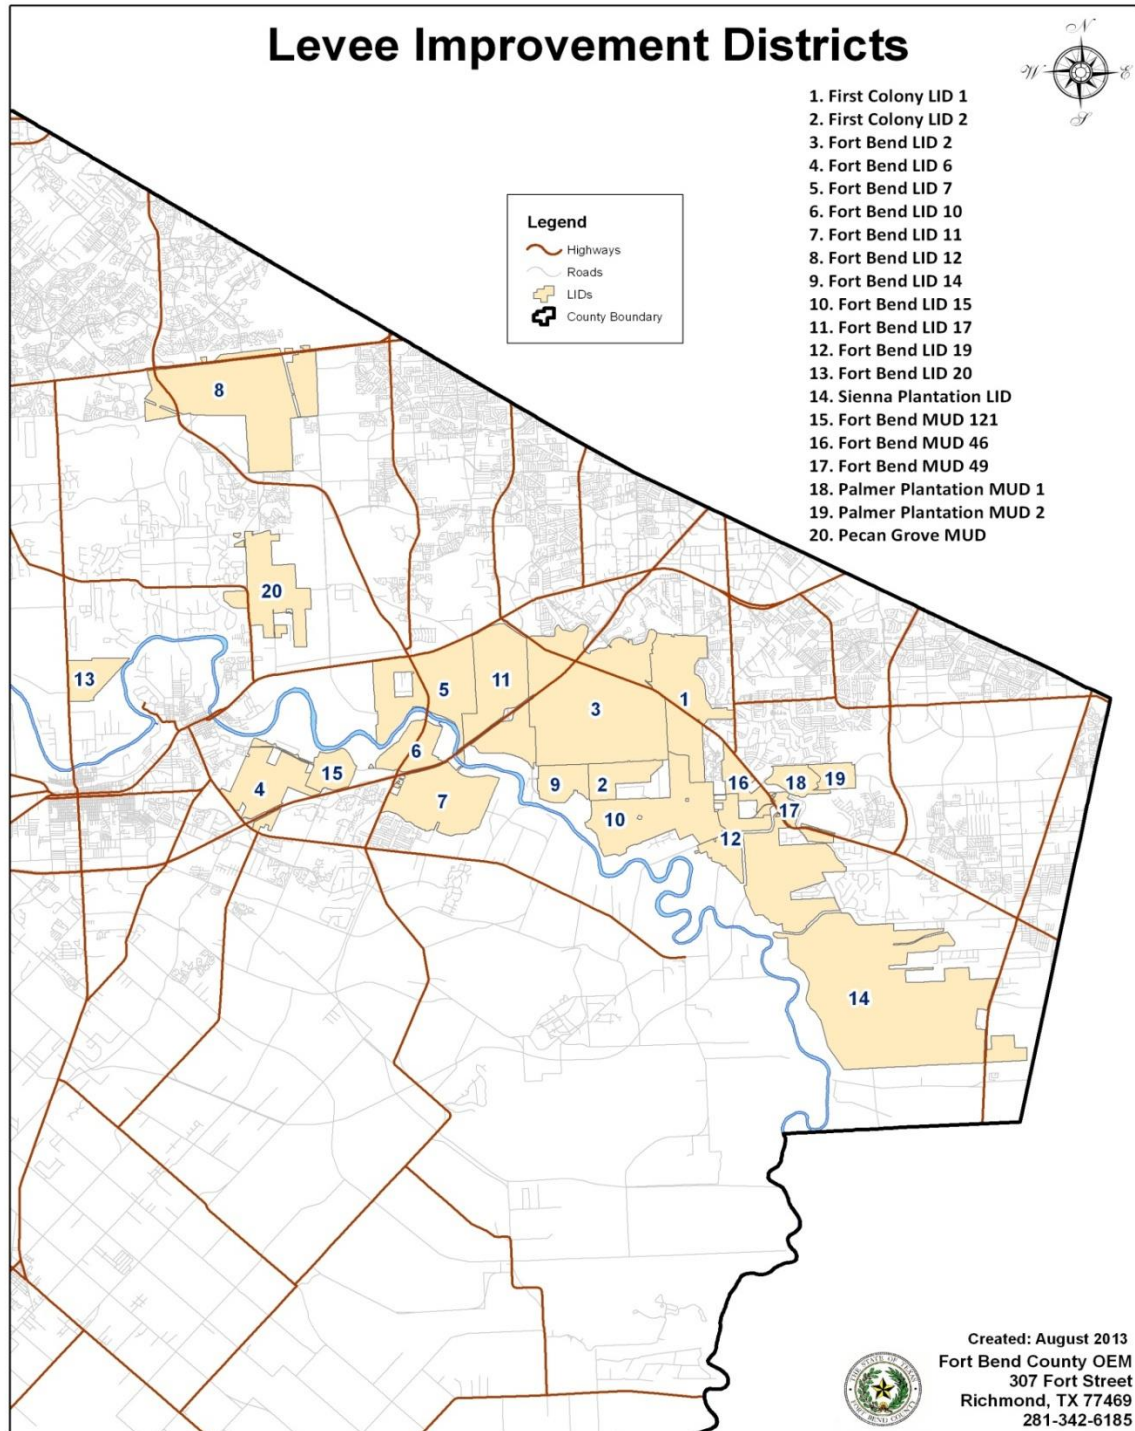 Levee Improvement Districts
N
W E
S
1. First Colony LID 1
2. First Colony LID 2
3. Fort Bend LID 2
4. Fort Bend LID 6
5. Fort Bend LID 7
6. Fort Bend LID 10
7. Fort Bend LID 11
8. Fort Bend LID 12
9. Fort Bend LID 14
10. Fort Bend LID 15
11. Fort Bend LID 17
12. Fort Bend LID 19
13. Fort Bend LID 20
14. Sienna Plantation LID
15. Fort Bend MUD 121
16. Fort Bend MUD 46
17. Fort Bend MUD 49
18. Palmer Plantation MUD 1
19. Palmer Plantation MUD 2
20. Pecan Grove MUD
Legend
Highways
Roads
LIDs
County Boundary
8
20
13
5
11
3
1
6
4
15
7
9
2
10
16
18
19
17
12
14
Created: August 2013
Fort Bend County OEM
307 Fort Street
Richmond, TX 77469
281-342-6185
THE STATE OF TEXAS
FORT BEND COUNTY